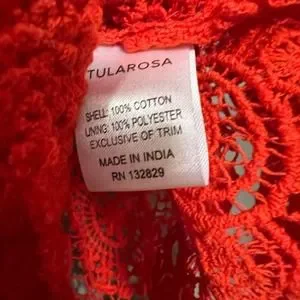 TULAROSA
SHELL: 100% COTTON
LINING: 100% POLYESTER
EXCLUSIVE OF TRIM
MADE IN INDIA
RN 132829